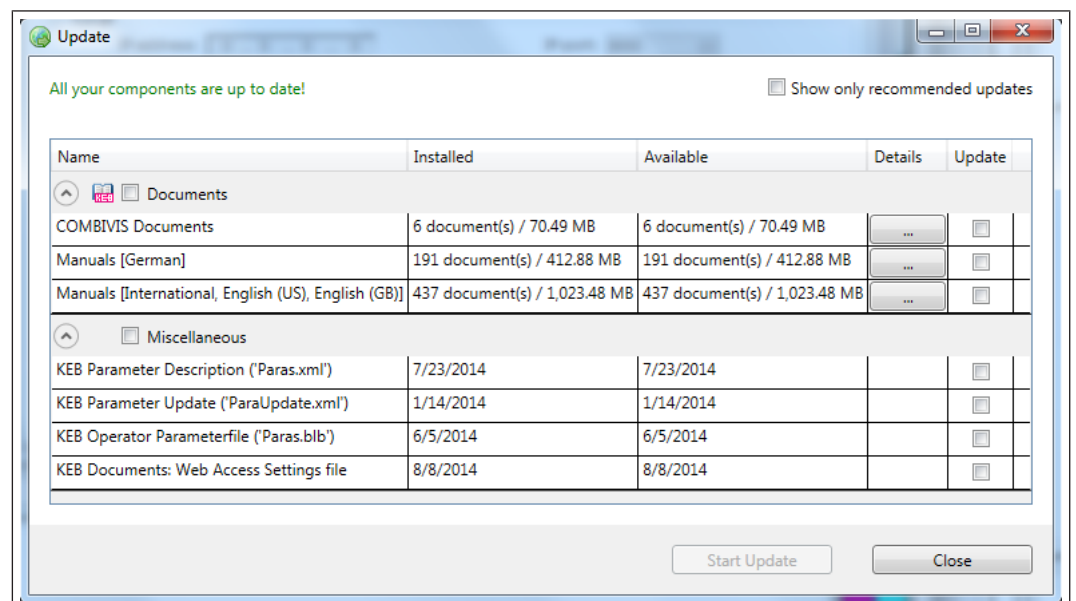 Update
All your components are up to date!
Show only recommended updates
Name Installed Available Details Update
KEB Documents
COMBIVIS Documents 6 document(s) / 70.49 MB 6 document(s) / 70.49 MB ...
Manuals [German] 191 document(s) / 412.88 MB 191 document(s) / 412.88 MB ...
Manuals [International, English (US), English (GB)] 437 document(s) / 1,023.48 MB 437 document(s) / 1,023.48 MB ...
Miscellaneous
KEB Parameter Description ('Paras.xml') 7/23/2014 7/23/2014
KEB Parameter Update ('ParaUpdate.xml') 1/14/2014 1/14/2014
KEB Operator Parameterfile ('Paras.blb') 6/5/2014 6/5/2014
KEB Documents: Web Access Settings file 8/8/2014 8/8/2014
Start Update Close